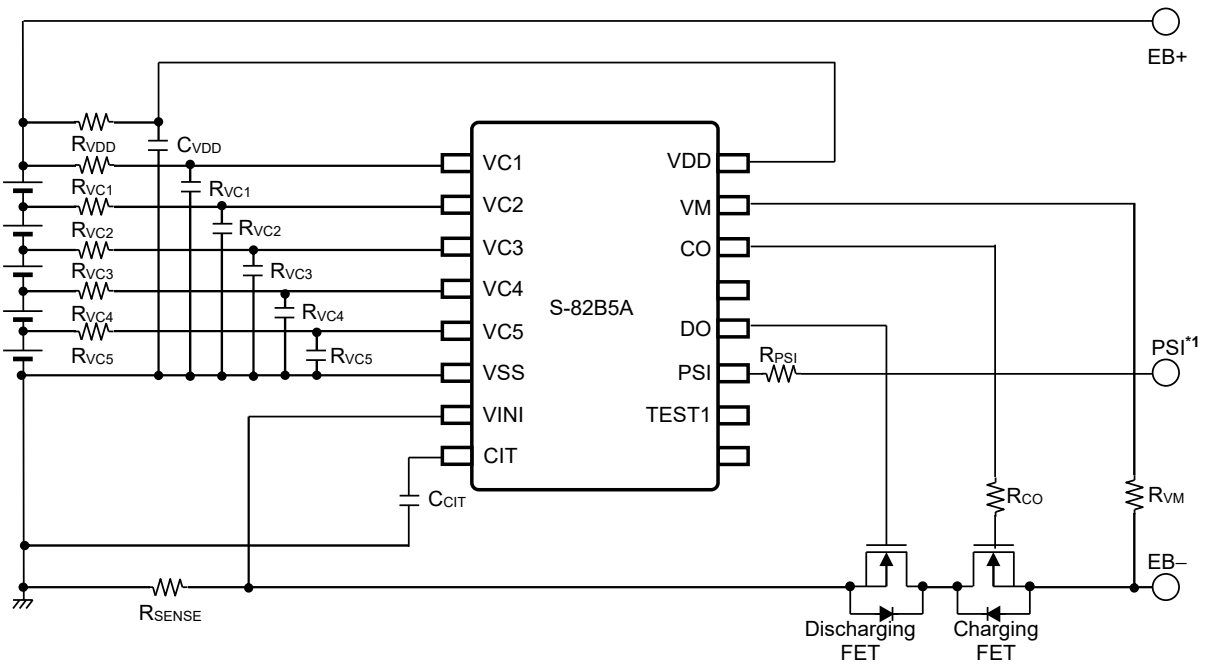 EB+
RVDD
CVDD
RVC1
RVC1
RVC2
RVC2
RVC3
RVC3
RVC4
RVC4
RVC5
RVC5
VC1
VC2
VC3
VC4
VC5
VSS
VINI
CIT
S-82B5A
VDD
VM
CO
DO
PSI
TEST1
RPSI
PSI*1
CCIT
RCO
RVM
EB–
RSENSE
Discharging
FET
Charging
FET